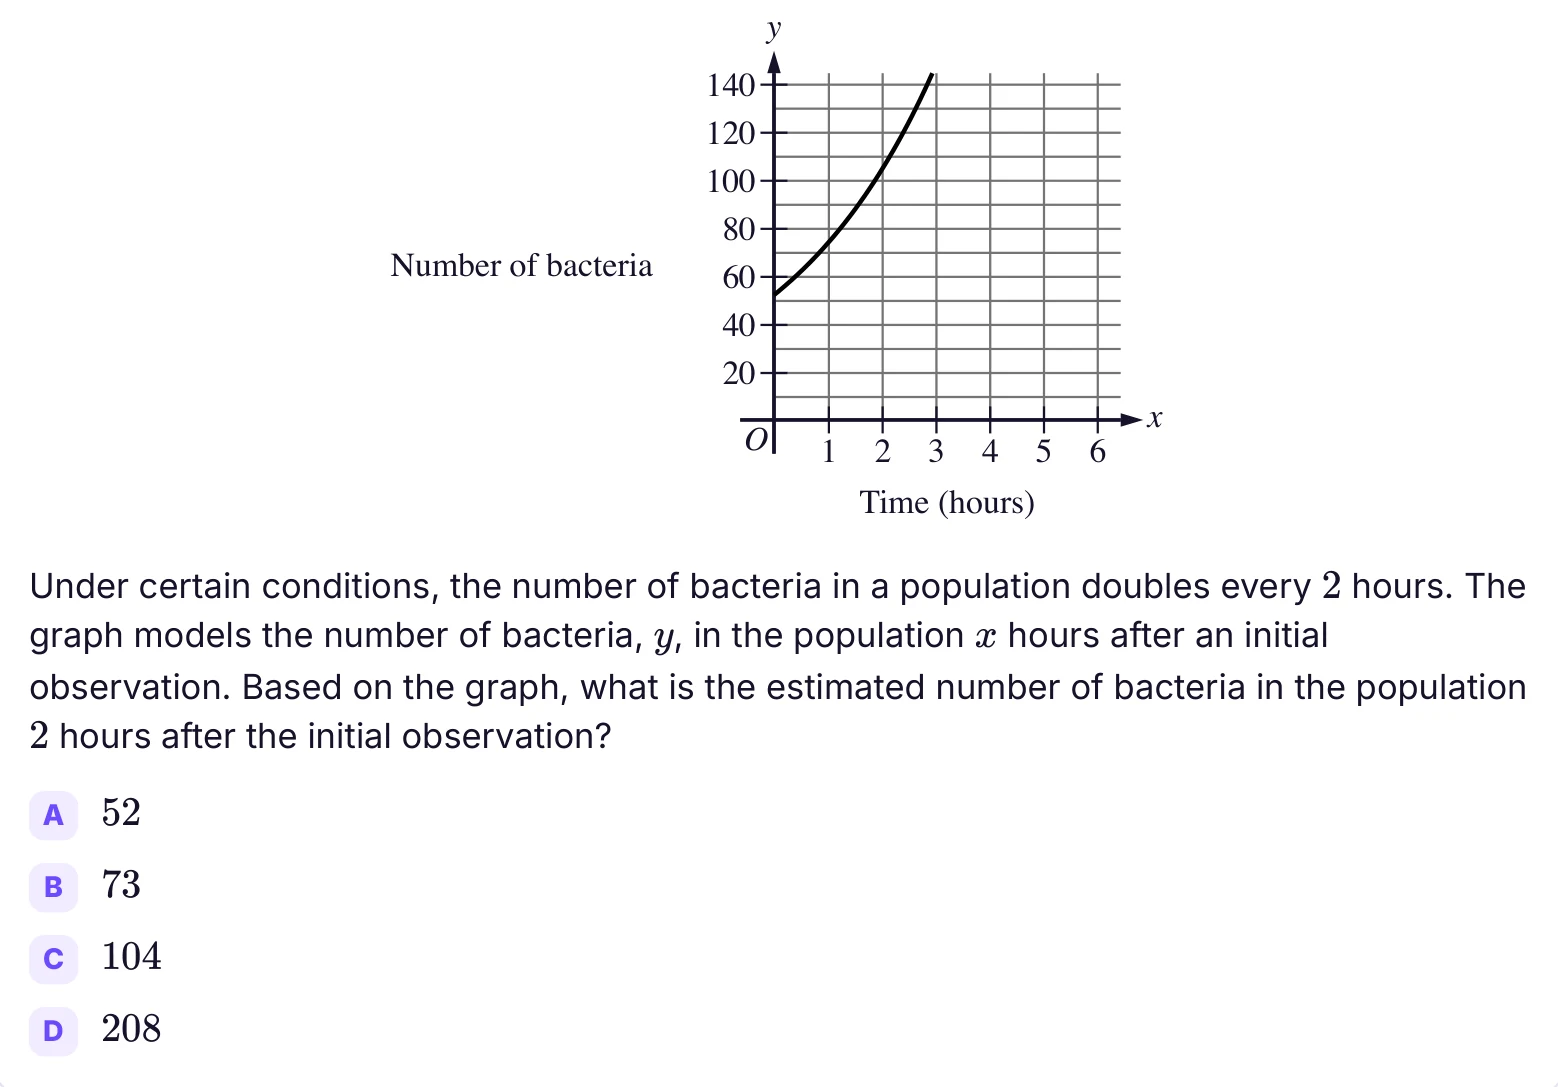 y
140
120
100
80
60
40
20
Number of bacteria
O
1 2 3 4 5 6
x
Time (hours)
Under certain conditions, the number of bacteria in a population doubles every 2 hours. The
graph models the number of bacteria, y, in the population x hours after an initial
observation. Based on the graph, what is the estimated number of bacteria in the population
2 hours after the initial observation?
A 52
B 73
C 104
D 208